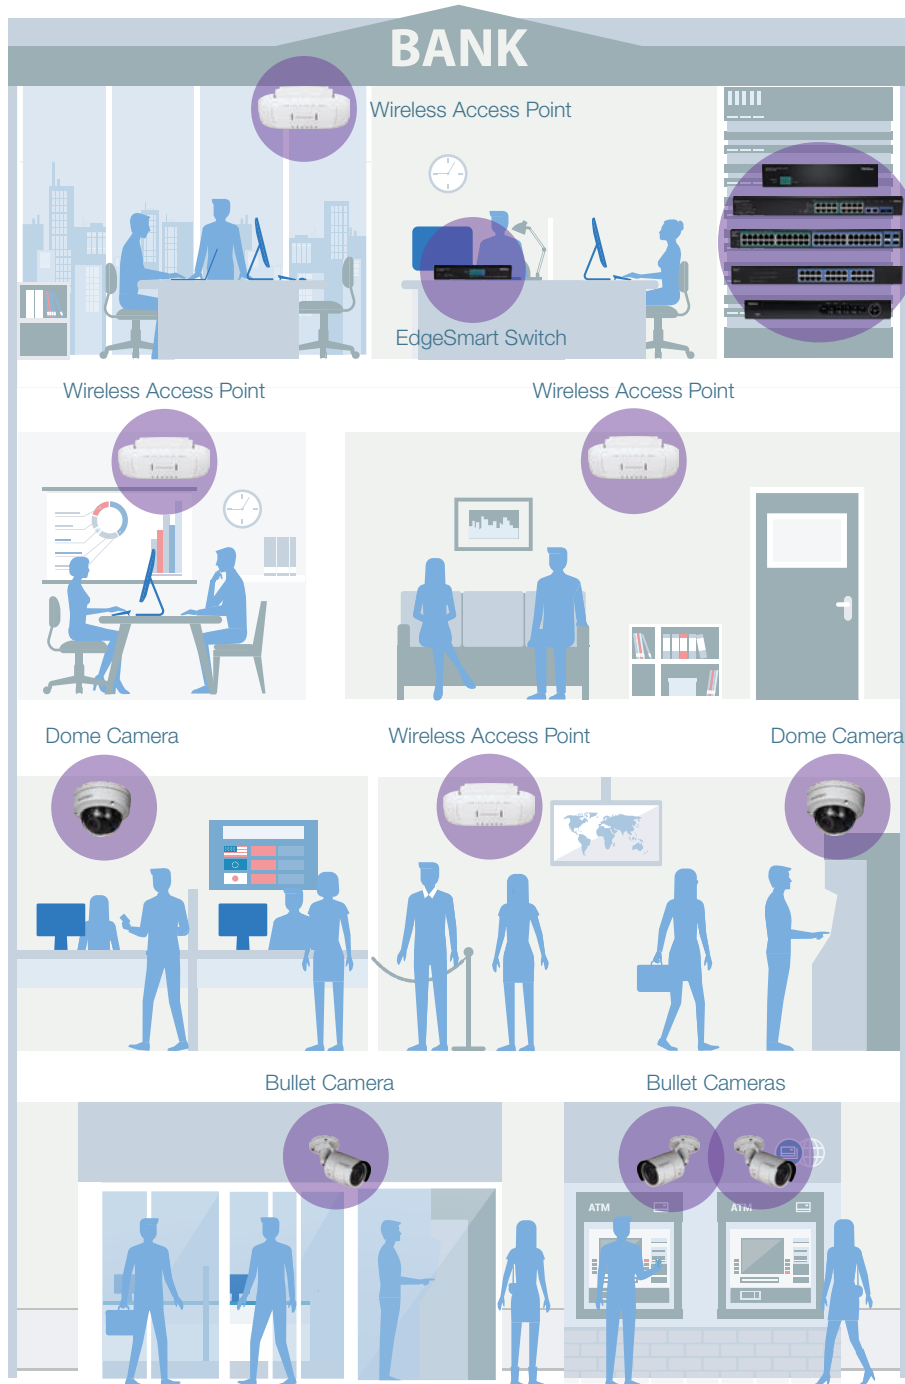 BANK
Wireless Access Point
EdgeSmart Switch
Wireless Access Point
Wireless Access Point
Dome Camera
Wireless Access Point
Dome Camera
Bullet Camera
Bullet Cameras
ATM
ATM